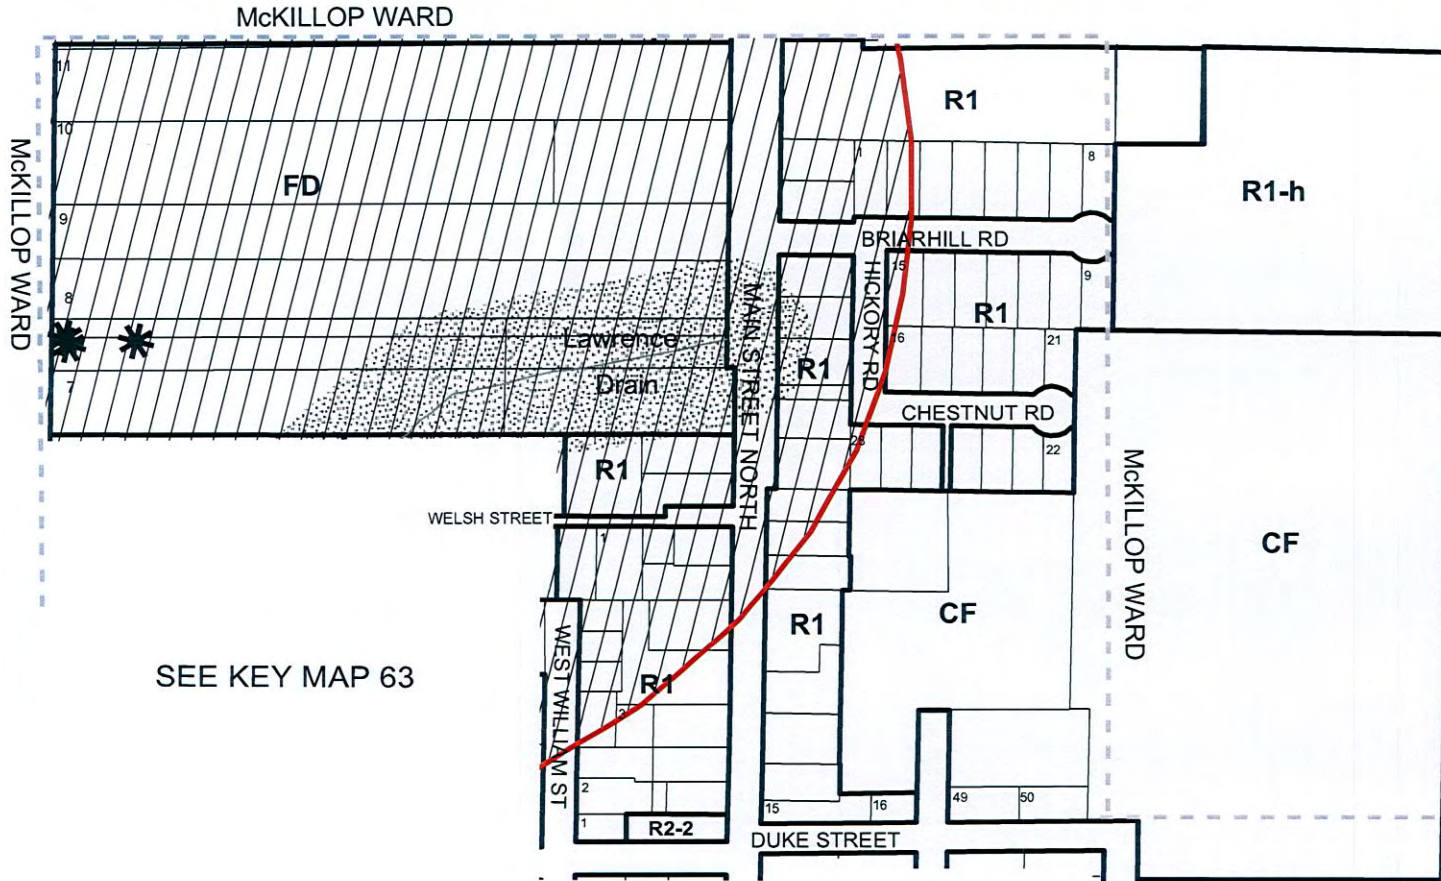 McKILLOP WARD
11
10
R1
1
8
McKILLOP WARD
FD
R1-h
9
BRIARHILL RD
15
9
HICKORY RD
8
MAIN STREET NORTH
R1
Lawrence
16
21
R1
7
Drain
CHESTNUT RD
28
22
R1
McKILLOP WARD
WELSH STREET
1
CF
CF
R1
WEST WILLIAM ST
SEE KEY MAP 63
R1
3
2
15
16
49
50
1
R2-2
DUKE STREET